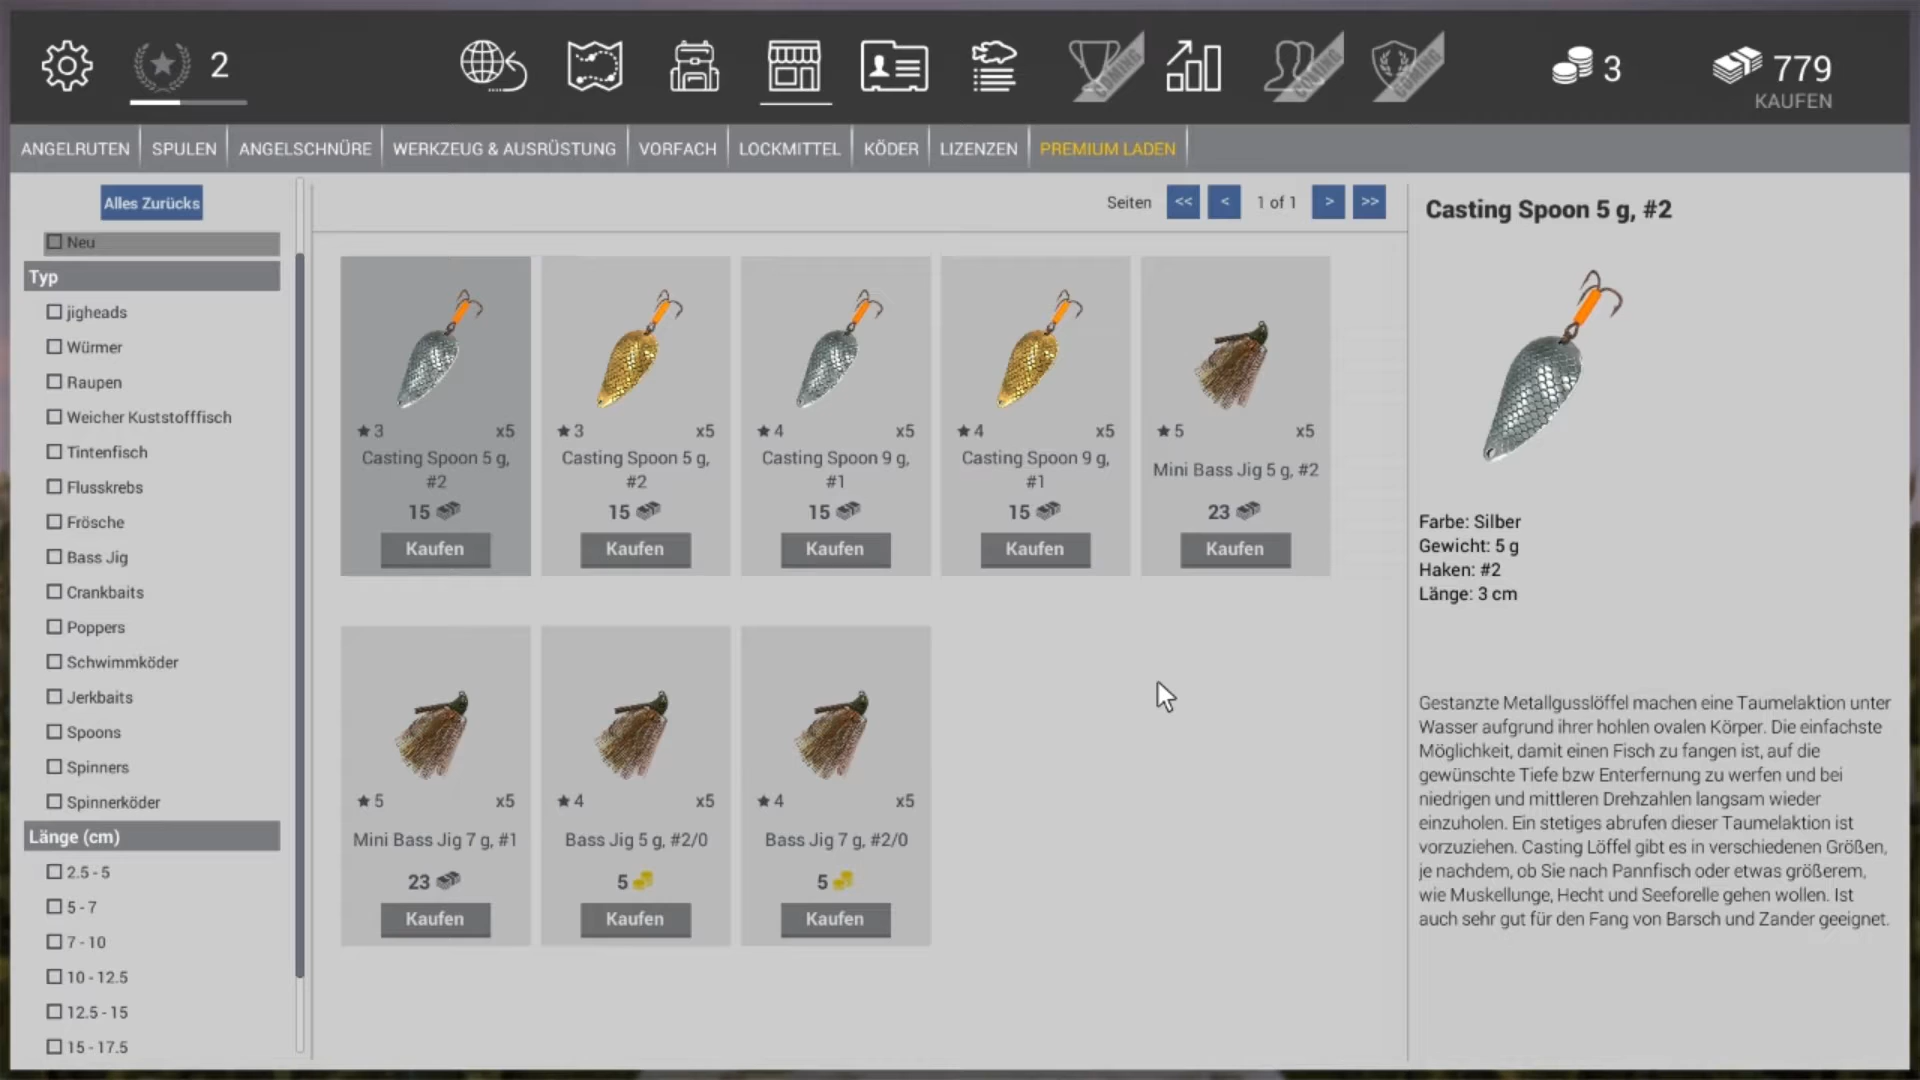 2
COMING
COMING
COMING
3
779
KAUFEN
ANGELRUTEN
SPULEN
ANGELSCHNÜRE
WERKZEUG & AUSRÜSTUNG
VORFACH
LOCKMITTEL
KÖDER
LIZENZEN
PREMIUM LADEN
Alles Zurücks
Neu
Typ
jigheads
Würmer
Raupen
Weicher Kuststofffisch
Tintenfisch
Flusskrebs
Frösche
Bass Jig
Crankbaits
Poppers
Schwimmköder
Jerkbaits
Spoons
Spinners
Spinnerköder
Länge (cm)
2.5 - 5
5 - 7
7 - 10
10 - 12.5
12.5 - 15
15 - 17.5
Seiten << < 1 of 1 > >>
★ 3 x5
Casting Spoon 5 g,
#2
15
Kaufen
★ 3 x5
Casting Spoon 5 g,
#2
15
Kaufen
★ 4 x5
Casting Spoon 9 g,
#1
15
Kaufen
★ 4 x5
Casting Spoon 9 g,
#1
15
Kaufen
★ 5 x5
Mini Bass Jig 5 g, #2
23
Kaufen
★ 5 x5
Mini Bass Jig 7 g, #1
23
Kaufen
★ 4 x5
Bass Jig 5 g, #2/0
5
Kaufen
★ 4 x5
Bass Jig 7 g, #2/0
5
Kaufen
Casting Spoon 5 g, #2
Farbe: Silber
Gewicht: 5 g
Haken: #2
Länge: 3 cm
Gestanzte Metallgusslöffel machen eine Taumelaktion unter
Wasser aufgrund ihrer hohlen ovalen Körper. Die einfachste
Möglichkeit, damit einen Fisch zu fangen ist, auf die
gewünschte Tiefe bzw Enterfernung zu werfen und bei
niedrigen und mittleren Drehzahlen langsam wieder
einzuholen. Ein stetiges abrufen dieser Taumelaktion ist
vorzuziehen. Casting Löffel gibt es in verschiedenen Größen,
je nachdem, ob Sie nach Pannfisch oder etwas größerem,
wie Muskellunge, Hecht und Seeforelle gehen wollen. Ist
auch sehr gut für den Fang von Barsch und Zander geeignet.